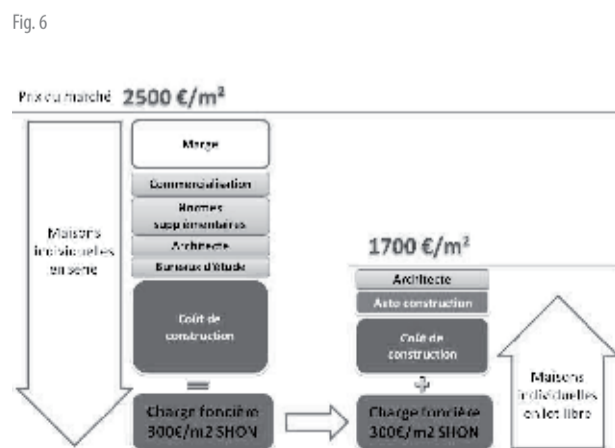 Fig. 6
Prix du marché 2500 €/m²
Marge
Commercialisation
Normes
supplémentaires
Architecte
Bureaux d'étude
Coût de
construction
=
Charge foncière
300€/m2 SHON
Maisons
individuelles
en serie
1700 €/m²
Architecte
Auto construction
Coût de
construction
+
Charge foncière
300€/m2 SHON
Maisons
individuelles
en lot libre